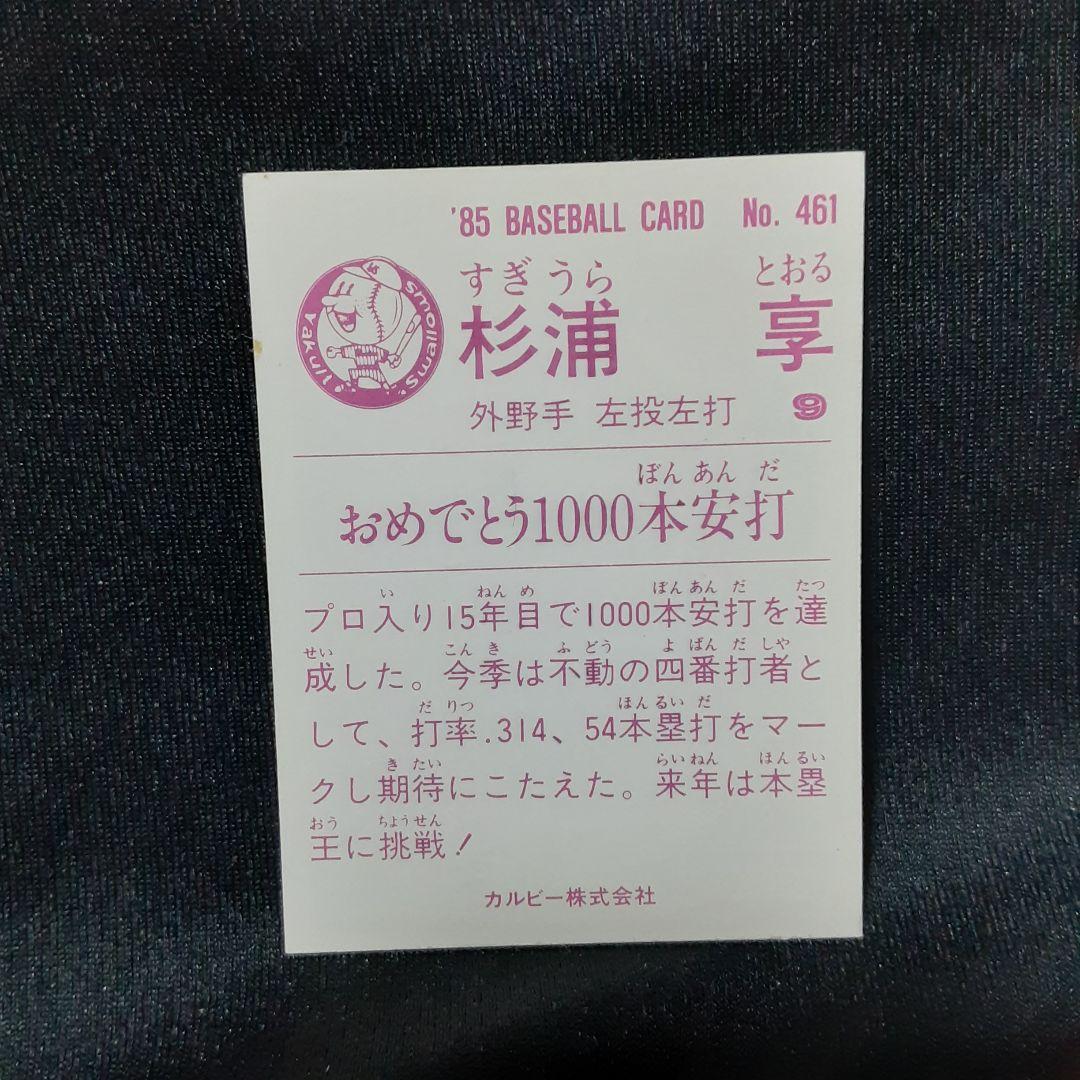 '85 BASEBALL CARD No. 461
すぎ うら とおる
杉浦 享
Yakult Swallows
外野手 左投左打 9
ぼん あん だ
おめでとう1000本安打
い ねん め ぼん あん だ たつ
プロ入り15年目で1000本安打を達
せい こん き ふ どう よ ばん だ しゃ
成した。今季は不動の四番打者と
だ りつ ほん るい だ
して、打率.314、54本塁打をマー
き たい らい ねん ほん るい
クし期待にこたえた。来年は本塁
おう ちょう せん
王に挑戦！
カルビー株式会社